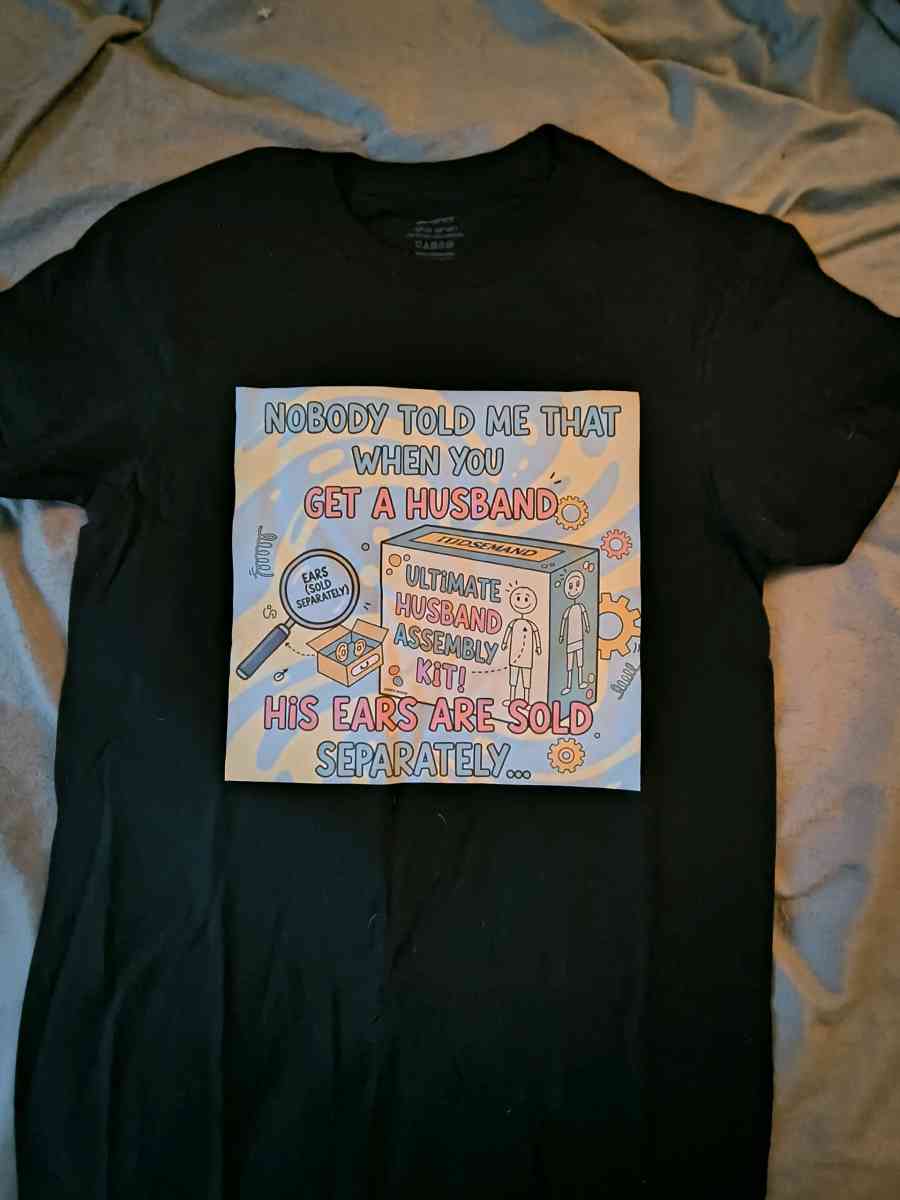 NOBODY TOLD ME THAT
WHEN YOU
GET A HUSBAND
EARS
(SOLD
SEPARATELY)
ULTiMATE
HUSBAND
ASSEMBLY
KiT!
HiS EARS ARE SOLD
SEPARATELY...